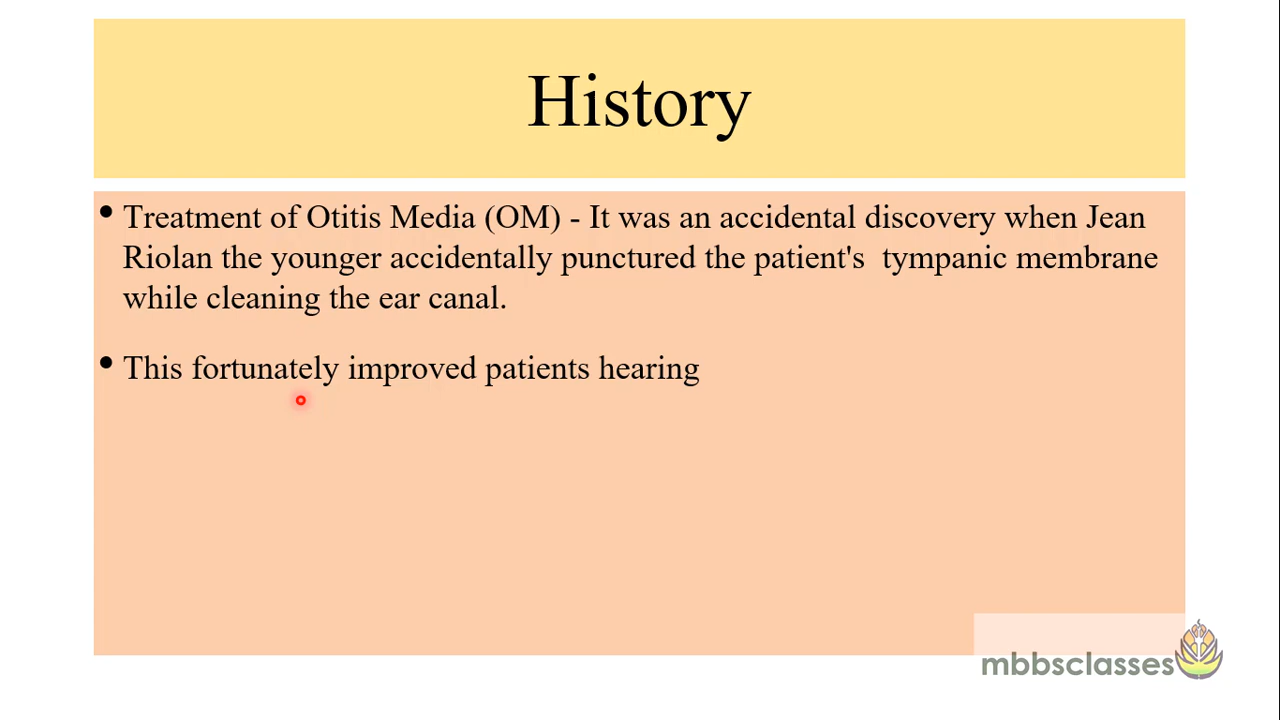 History
• Treatment of Otitis Media (OM) - It was an accidental discovery when Jean
Riolan the younger accidentally punctured the patient's  tympanic membrane
while cleaning the ear canal.
• This fortunately improved patients hearing
mbbsclasses